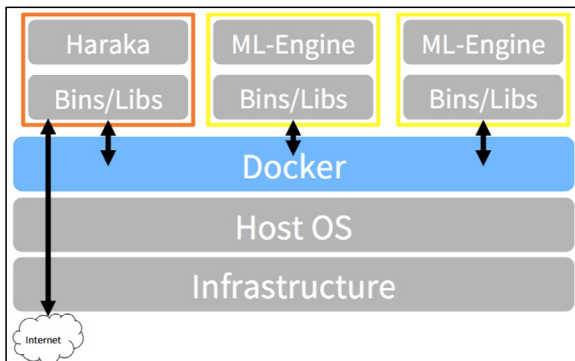 Haraka ML-Engine ML-Engine
Bins/Libs Bins/Libs Bins/Libs
Docker
Host OS
Infrastructure
Internet